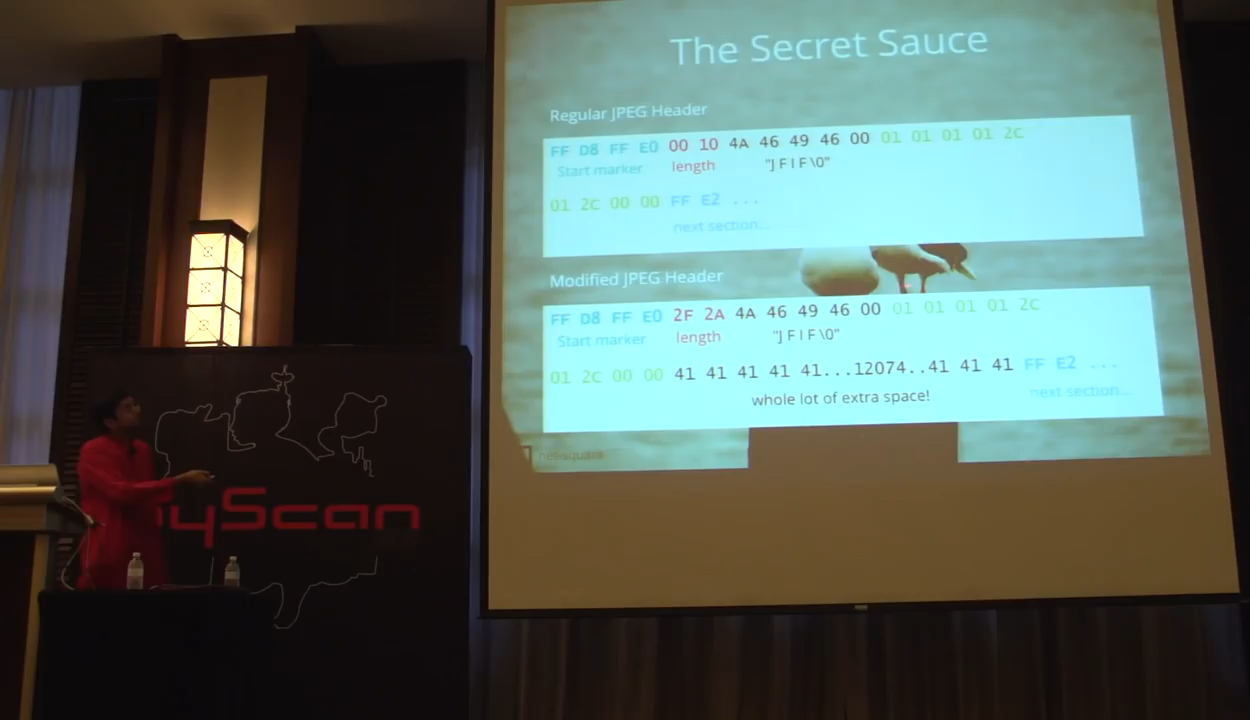 The Secret Sauce
Regular JPEG Header
FF D8 FF E0 00 10 4A 46 49 46 00 01 01 01 01 2C
Start marker length "J F I F \0"
01 2C 00 00 FF E2 ...
next section...
Modified JPEG Header
FF D8 FF E0 2F 2A 4A 46 49 46 00 01 01 01 01 2C
Start marker length "J F I F \0"
01 2C 00 00 41 41 41 41 41...12074..41 41 41 FF E2 ...
whole lot of extra space! next section...
net-square
yScan